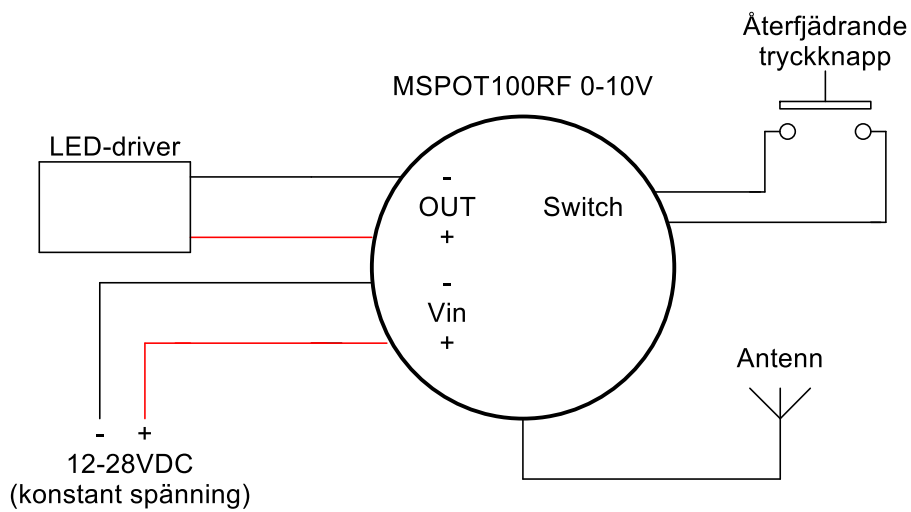 Återfjädrande
tryckknapp
MSPOT100RF 0-10V
LED-driver
-
OUT
+
Switch
-
Vin
+
Antenn
- +
12-28VDC
(konstant spänning)